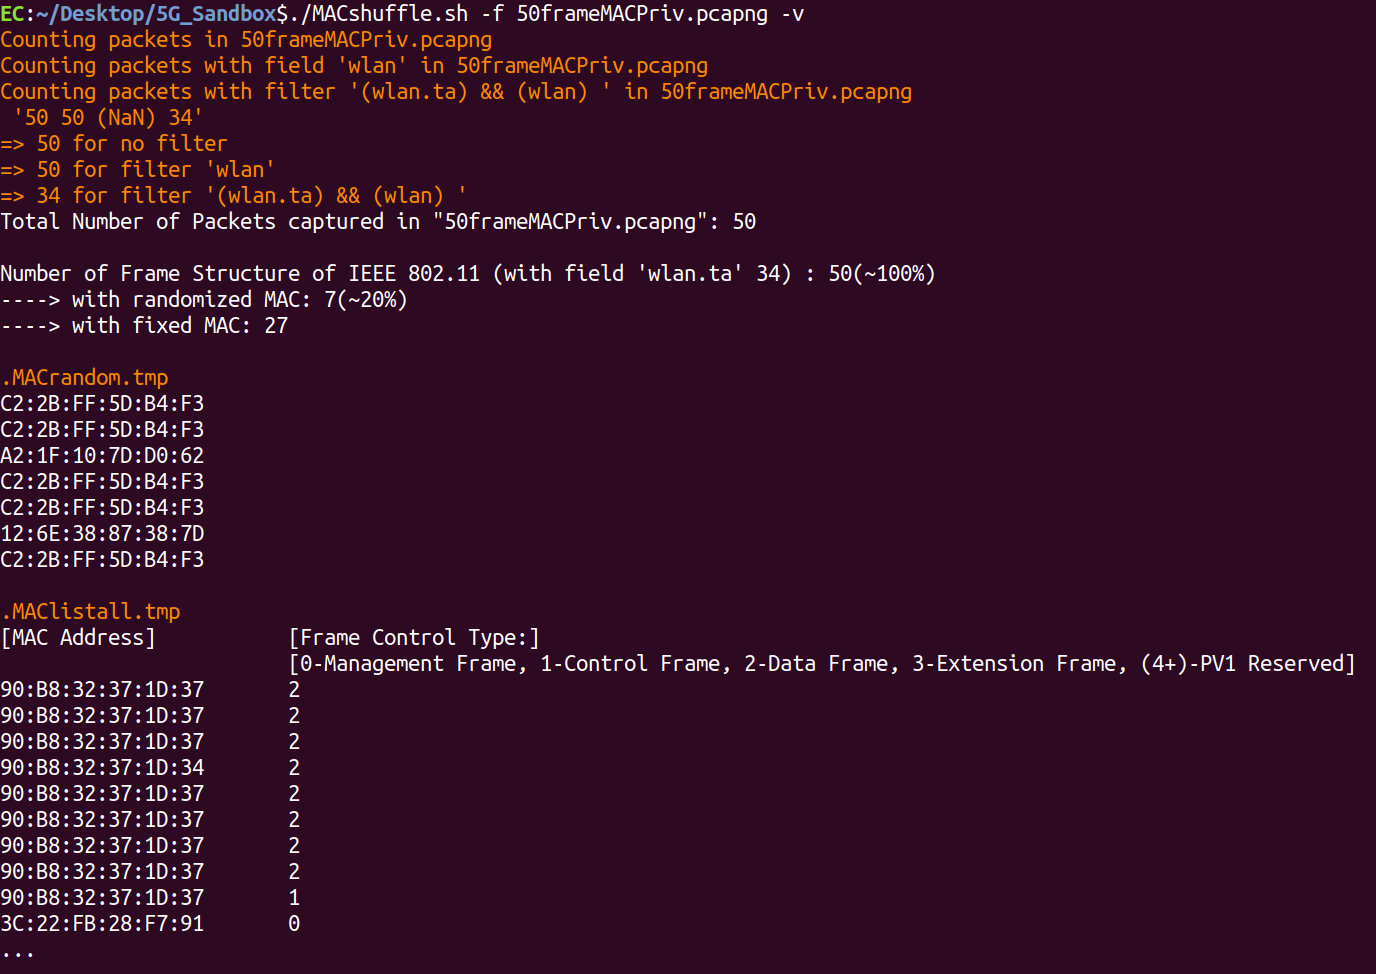 EC:~/Desktop/5G_Sandbox$./MACshuffle.sh -f 50frameMACPriv.pcapng -v
Counting packets in 50frameMACPriv.pcapng
Counting packets with field 'wlan' in 50frameMACPriv.pcapng
Counting packets with filter '(wlan.ta) && (wlan) ' in 50frameMACPriv.pcapng
'50 50 (NaN) 34'
=> 50 for no filter
=> 50 for filter 'wlan'
=> 34 for filter '(wlan.ta) && (wlan) '
Total Number of Packets captured in "50frameMACPriv.pcapng": 50
Number of Frame Structure of IEEE 802.11 (with field 'wlan.ta' 34) : 50(~100%)
----> with randomized MAC: 7(~20%)
----> with fixed MAC: 27
.MACrandom.tmp
C2:2B:FF:5D:B4:F3
C2:2B:FF:5D:B4:F3
A2:1F:10:7D:D0:62
C2:2B:FF:5D:B4:F3
C2:2B:FF:5D:B4:F3
12:6E:38:87:38:7D
C2:2B:FF:5D:B4:F3
.MAClistall.tmp
[MAC Address] [Frame Control Type:]
[0-Management Frame, 1-Control Frame, 2-Data Frame, 3-Extension Frame, (4+)-PV1 Reserved]
90:B8:32:37:1D:37 2
90:B8:32:37:1D:37 2
90:B8:32:37:1D:37 2
90:B8:32:37:1D:34 2
90:B8:32:37:1D:37 2
90:B8:32:37:1D:37 2
90:B8:32:37:1D:37 2
90:B8:32:37:1D:37 2
90:B8:32:37:1D:37 1
3C:22:FB:28:F7:91 0
...